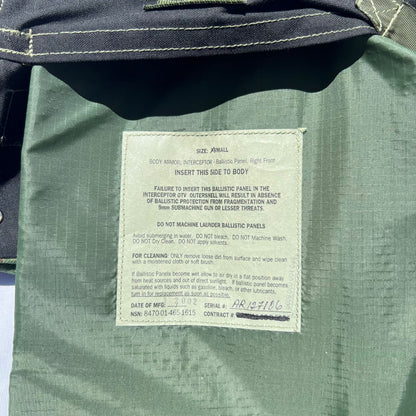 SIZE: X/SMALL
BODY ARMOR, INTERCEPTOR - Ballistic Panel, Right Front
INSERT THIS SIDE TO BODY
FAILURE TO INSERT THIS BALLISTIC PANEL IN THE
INTERCEPTOR OTV OUTERSHELL WILL RESULT IN ABSENCE
OF BALLISTIC PROTECTION FROM FRAGMENTATION AND
9mm SUBMACHINE GUN OR LESSER THREATS.
DO NOT MACHINE LAUNDER BALLISTIC PANELS
Avoid submerging in water. DO NOT bleach. DO NOT Machine Wash.
DO NOT Dry Clean. DO NOT apply solvents.
FOR CLEANING: ONLY remove loose dirt from surface and wipe clean
with a moistened cloth or soft brush.
If Ballistic Panels become wet allow to air dry in a flat position away
from heat sources and out of direct sunlight. If Ballistic panel becomes
saturated with liquids such as gasoline, bleach, or other lubricants,
turn in for replacement as soon as possible.
DATE OF MFG. SERIAL #:
NSN: 8470-01-465-1615 CONTRACT #: